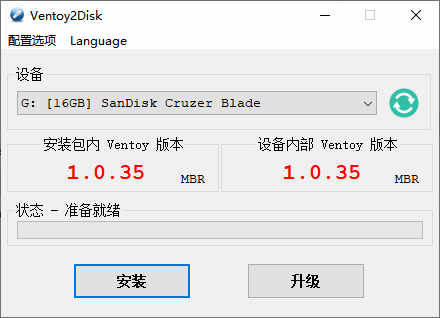 Ventoy2Disk
配置选项 Language
设备
G: [16GB] SanDisk Cruzer Blade
安装包内 Ventoy 版本 设备内部 Ventoy 版本
1.0.35 MBR 1.0.35 MBR
状态 - 准备就绪
安装 升级